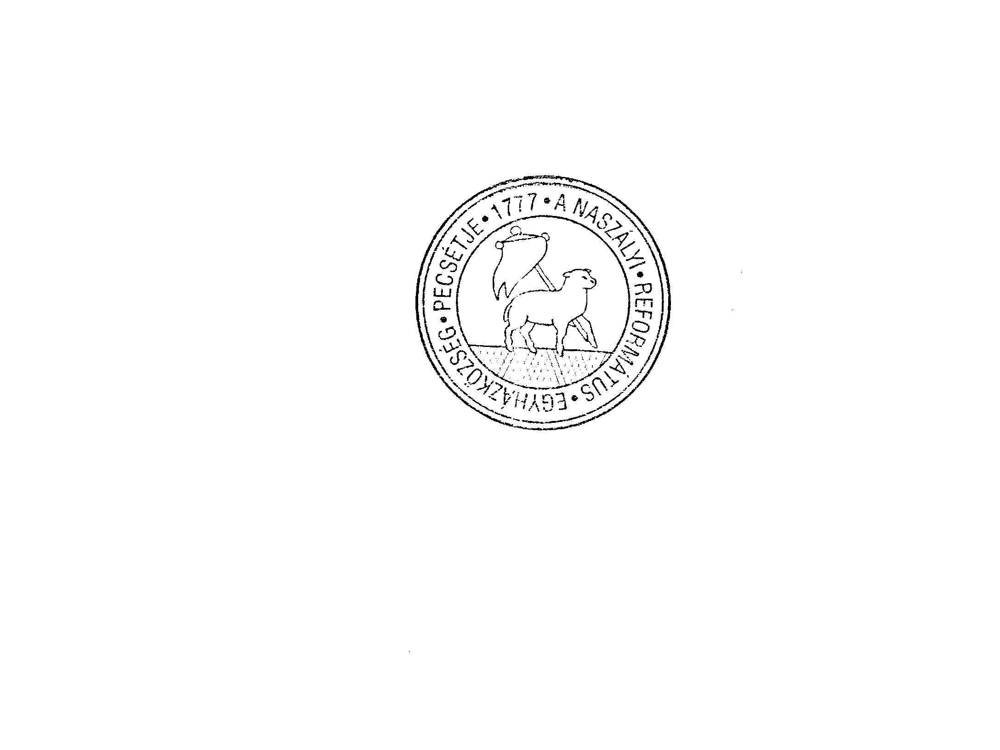 • A NASZÁLYI • REFORMÁTUS • EGYHÁZKÖZSÉG • PECSÉTJE • 1777